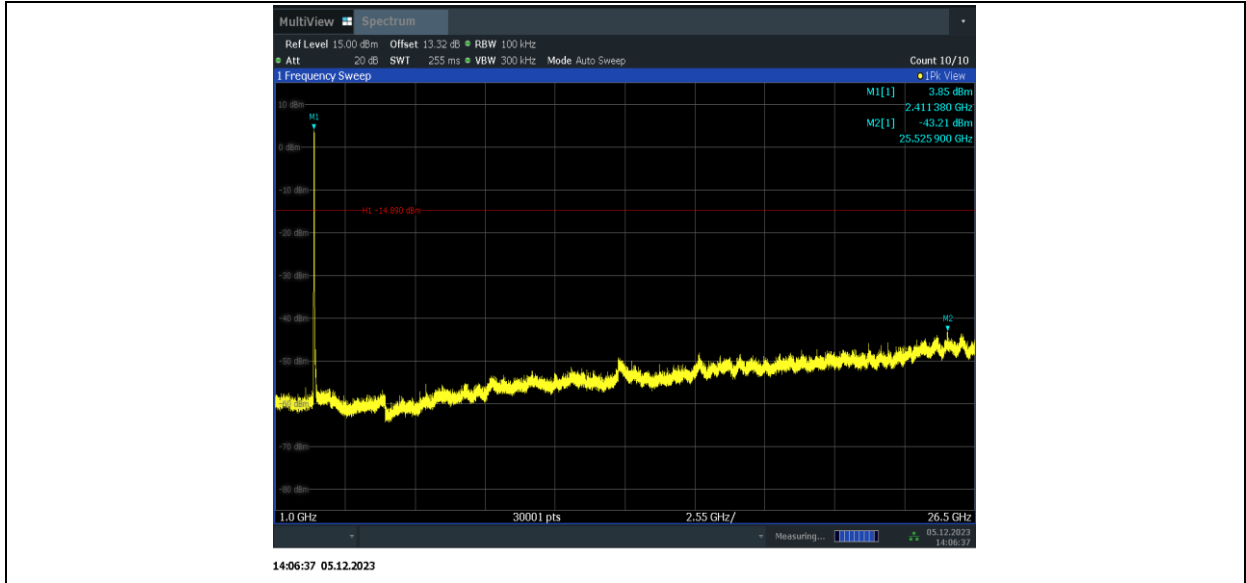 MultiView Spectrum
Ref Level 15.00 dBm Offset 13.32 dB RBW 100 kHz
Att 20 dB SWT 255 ms VBW 300 kHz Mode Auto Sweep Count 10/10
1 Frequency Sweep 1Pk View
M1[1] 3.85 dBm
2.411380 GHz
M2[1] -43.21 dBm
25.525900 GHz
10 dBm
M1
0 dBm
-10 dBm
H1 -14.890 dBm
-20 dBm
-30 dBm
-40 dBm
M2
-50 dBm
-60 dBm
-70 dBm
-80 dBm
1.0 GHz 30001 pts 2.55 GHz/ 26.5 GHz
Measuring... 05.12.2023
14:06:37
14:06:37 05.12.2023